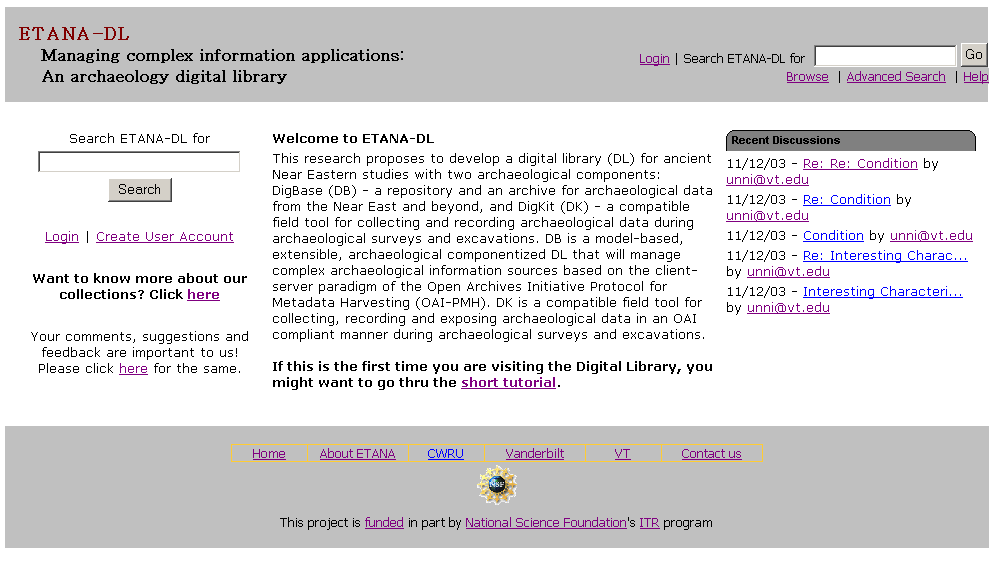 ETANA-DL
Managing complex information applications:
An archaeology digital library
Login | Search ETANA-DL for Go
Browse | Advanced Search | Help
Search ETANA-DL for
Search
Login | Create User Account
Want to know more about our
collections? Click here
Your comments, suggestions and
feedback are important to us!
Please click here for the same.
Welcome to ETANA-DL
This research proposes to develop a digital library (DL) for ancient
Near Eastern studies with two archaeological components:
DigBase (DB) - a repository and an archive for archaeological data
from the Near East and beyond, and DigKit (DK) - a compatible
field tool for collecting and recording archaeological data during
archaeological surveys and excavations. DB is a model-based,
extensible, archaeological componentized DL that will manage
complex archaeological information sources based on the client-
server paradigm of the Open Archives Initiative Protocol for
Metadata Harvesting (OAI-PMH). DK is a compatible field tool for
collecting, recording and exposing archaeological data in an OAI
compliant manner during archaeological surveys and excavations.
If this is the first time you are visiting the Digital Library, you
might want to go thru the short tutorial.
Recent Discussions
11/12/03 - Re: Re: Condition by
unni@vt.edu
11/12/03 - Re: Condition by
unni@vt.edu
11/12/03 - Condition by unni@vt.edu
11/12/03 - Re: Interesting Charac...
by unni@vt.edu
11/12/03 - Interesting Characteri...
by unni@vt.edu
Home About ETANA CWRU Vanderbilt VT Contact us
NSF
This project is funded in part by National Science Foundation's ITR program